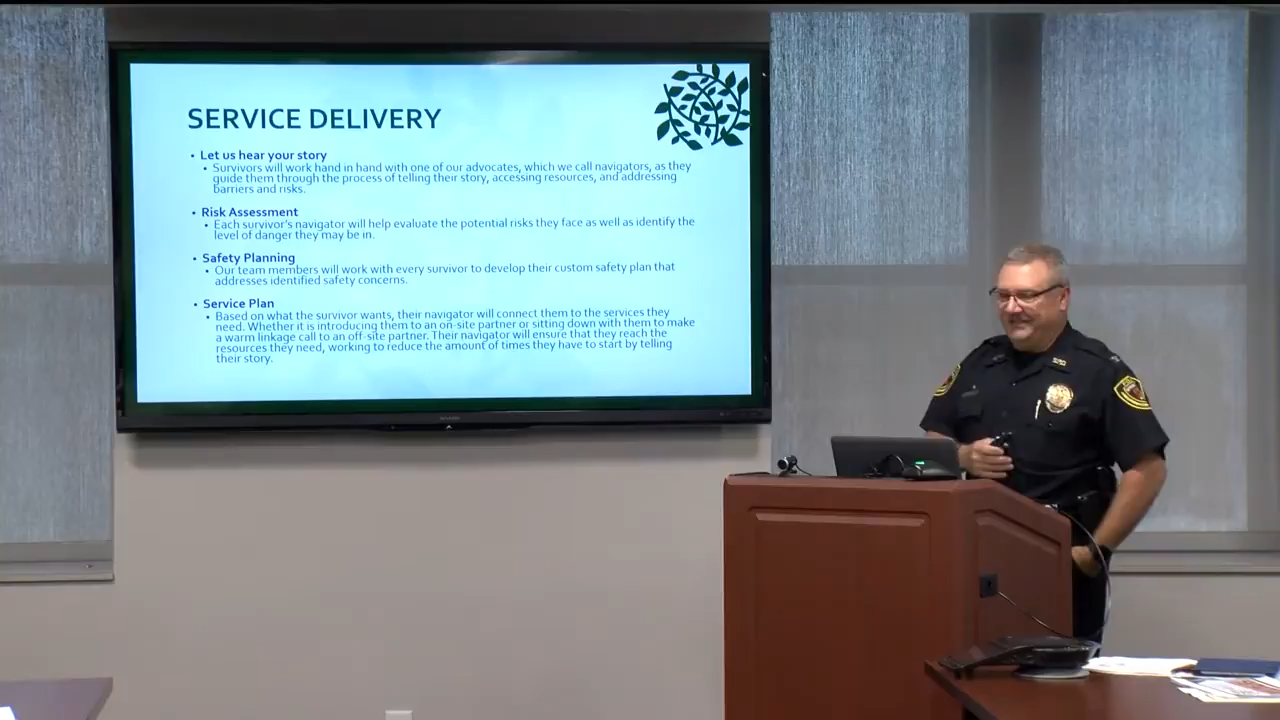 SERVICE DELIVERY
• Let us hear your story
• Survivors will work hand in hand with one of our advocates, which we call navigators, as they
guide them through the process of telling their story, accessing resources, and addressing
barriers and risks.
• Risk Assessment
• Each survivor's navigator will help evaluate the potential risks they face as well as identify the
level of danger they may be in.
• Safety Planning
• Our team members will work with every survivor to develop their custom safety plan that
addresses identified safety concerns.
• Service Plan
• Based on what the survivor wants, their navigator will connect them to the services they
need. Whether it is introducing them to an on-site partner or sitting down with them to make
a warm linkage call to an off-site partner. Their navigator will ensure that they reach the
resources they need, working to reduce the amount of times they have to start by telling
their story.